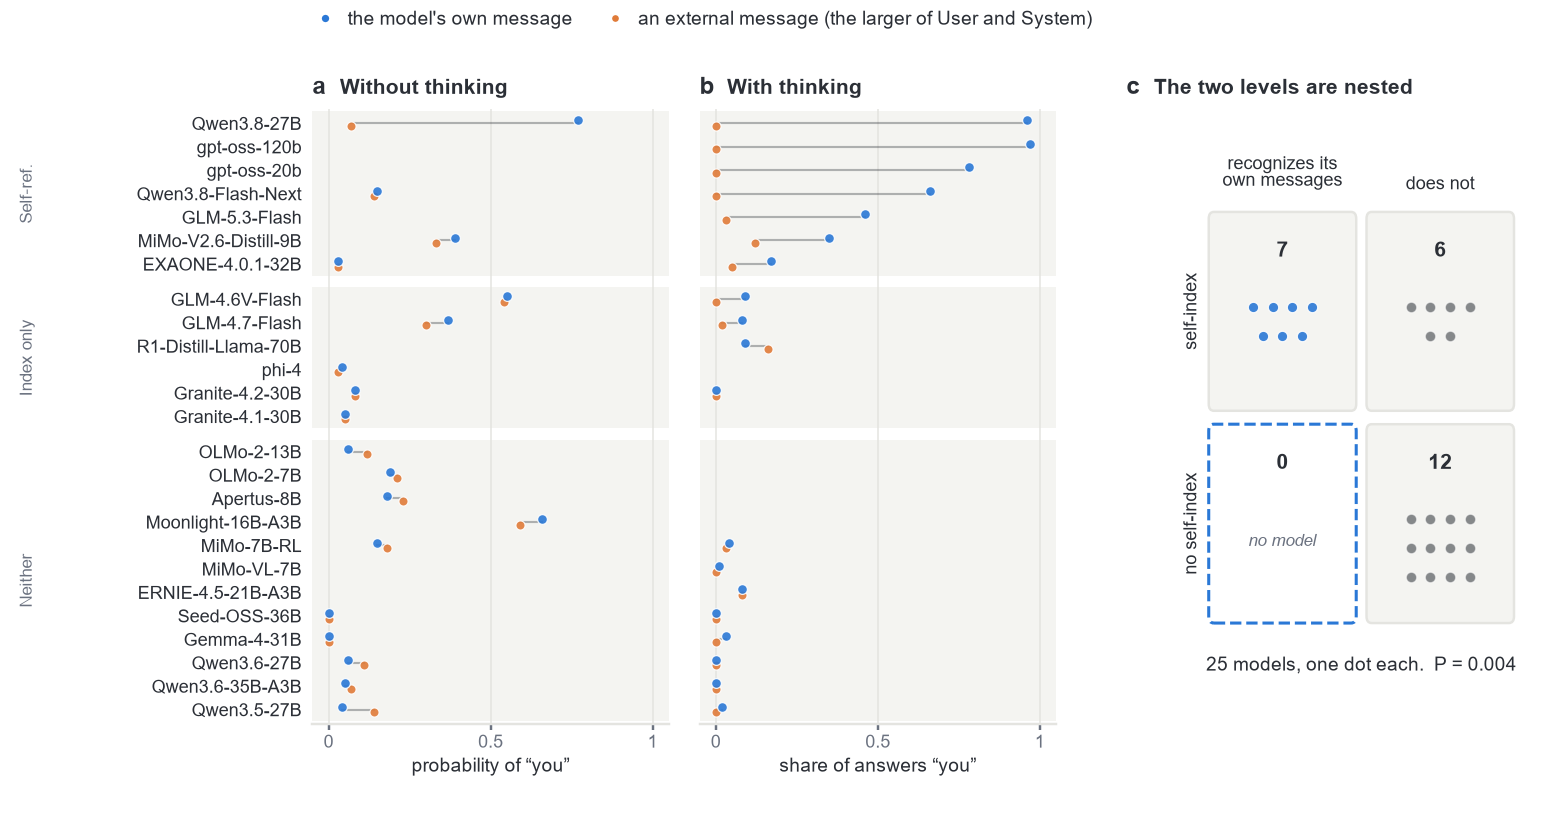 the model's own message
an external message (the larger of User and System)
a Without thinking
b With thinking
c The two levels are nested
Self-ref.
Qwen3.8-27B
gpt-oss-120b
gpt-oss-20b
Qwen3.8-Flash-Next
GLM-5.3-Flash
MiMo-V2.6-Distill-9B
EXAONE-4.0.1-32B
Index only
GLM-4.6V-Flash
GLM-4.7-Flash
R1-Distill-Llama-70B
phi-4
Granite-4.2-30B
Granite-4.1-30B
Neither
OLMo-2-13B
OLMo-2-7B
Apertus-8B
Moonlight-16B-A3B
MiMo-7B-RL
MiMo-VL-7B
ERNIE-4.5-21B-A3B
Seed-OSS-36B
Gemma-4-31B
Qwen3.6-27B
Qwen3.6-35B-A3B
Qwen3.5-27B
0 0.5 1
probability of “you”
0 0.5 1
share of answers “you”
recognizes its
own messages
does not
self-index
7
6
no self-index
0
no model
12
25 models, one dot each. P = 0.004